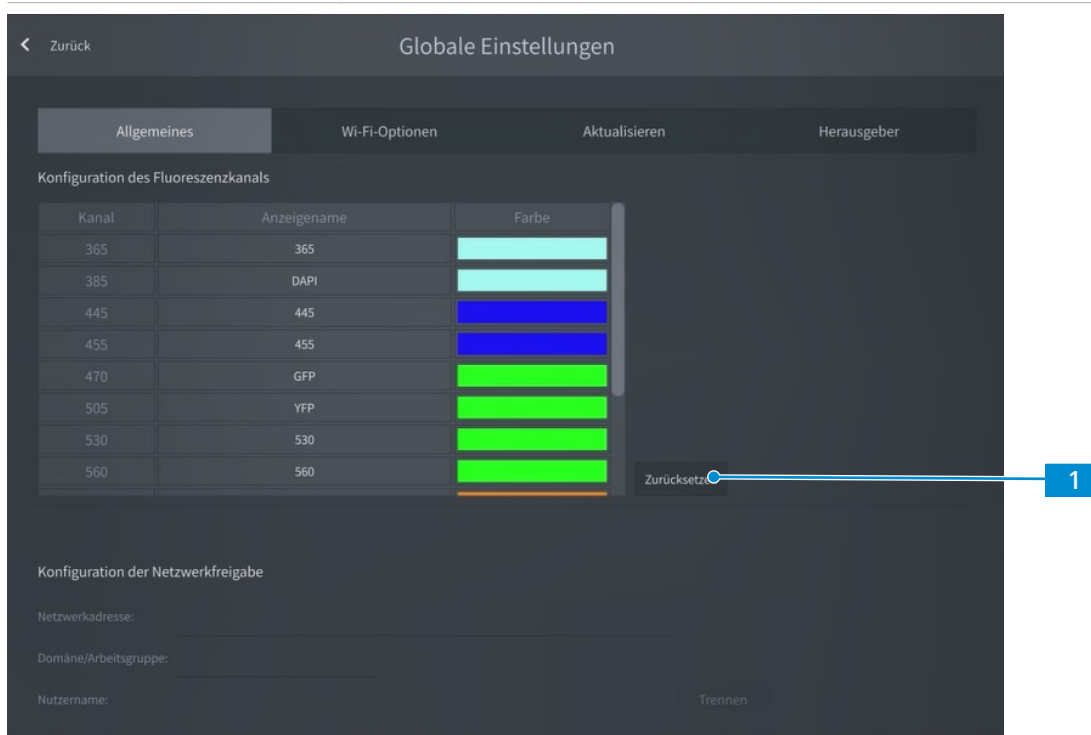 Zurück
Globale Einstellungen
Allgemeines Wi-Fi-Optionen Aktualisieren Herausgeber
Konfiguration des Fluoreszenzkanals
Kanal Anzeigename Farbe
365 365
385 DAPI
445 445
455 455
470 GFP
505 YFP
530 530
560 560
Zurücksetze
1
Konfiguration der Netzwerkfreigabe
Netzwerkadresse:
Domäne/Arbeitsgruppe:
Nutzername: Trennen